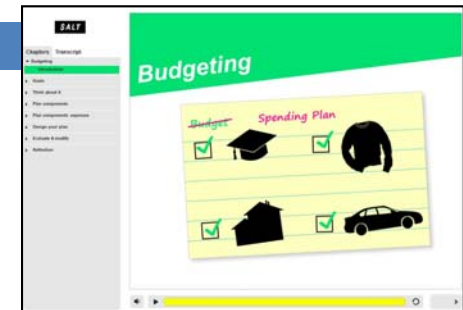 SALT
Chapters Transcript
Budgeting
Introduction
Goals
Think about it
Plan components
Plan components: expenses
Design your plan
Evaluate & modify
Reflection
Budgeting
Budget Spending Plan